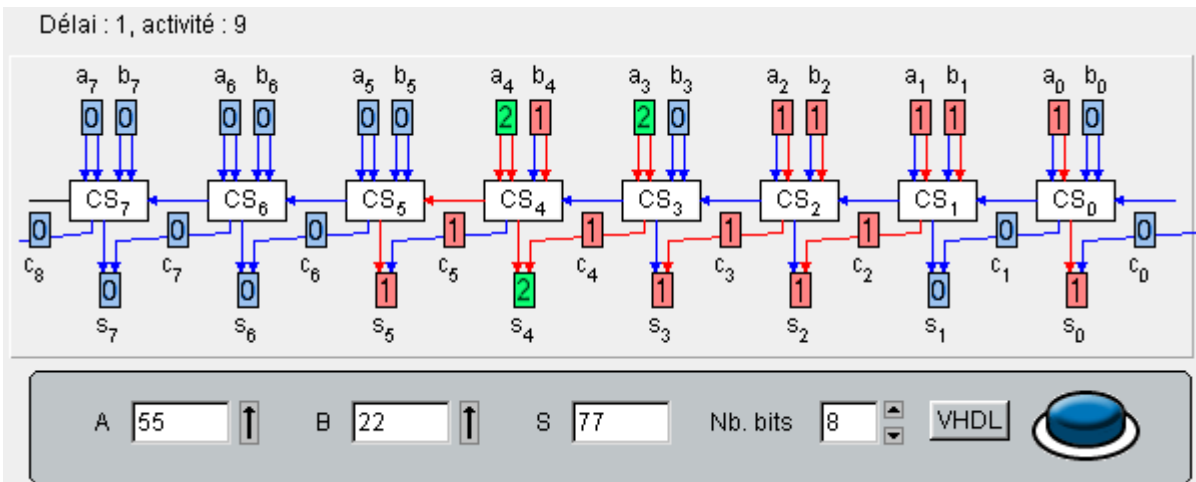 Délai : 1, activité : 9
a7 b7 a6 b6 a5 b5 a4 b4 a3 b3 a2 b2 a1 b1 a0 b0
0 0 0 0 0 0 2 1 2 0 1 1 1 1 1 0
CS7 CS6 CS5 CS4 CS3 CS2 CS1 CS0
0 0 0 1 1 1 1 0 0
c8 c7 c6 c5 c4 c3 c2 c1 c0
0 0 1 2 1 1 0 1
s7 s6 s5 s4 s3 s2 s1 s0
A 55 B 22 S 77 Nb. bits 8 VHDL